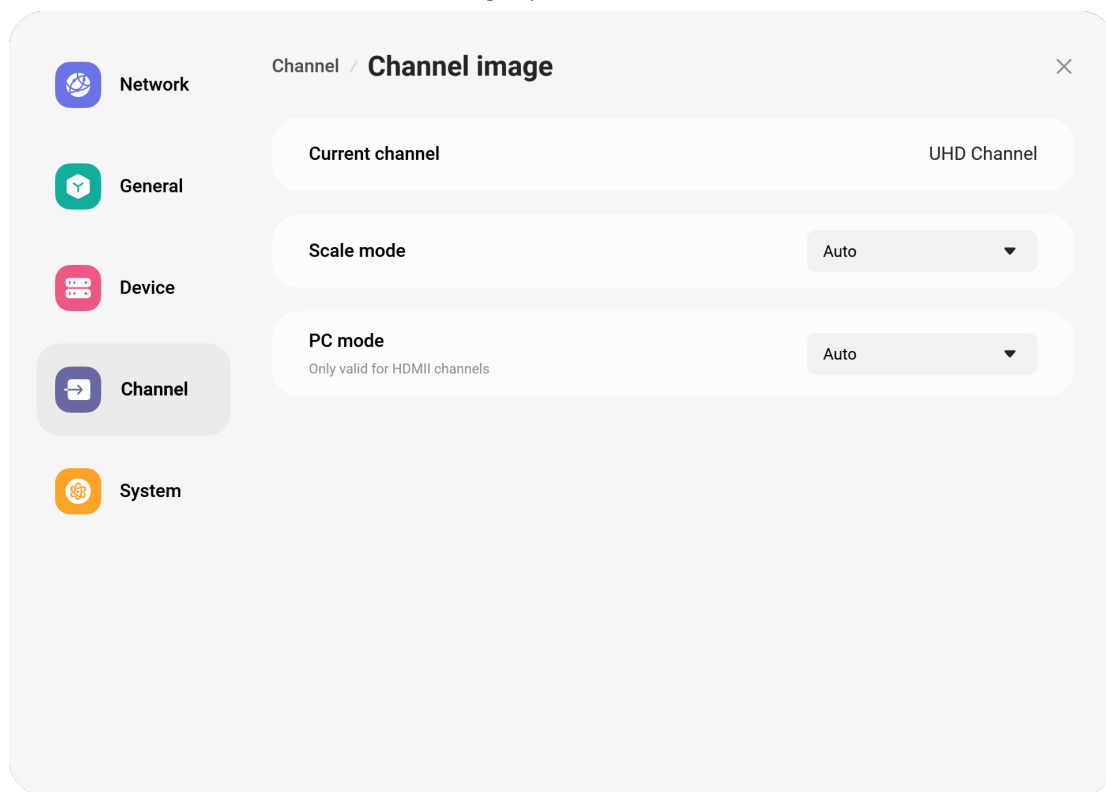 Network
General
Device
Channel
System
Channel / Channel image
Current channel
UHD Channel
Scale mode
Auto
PC mode
Only valid for HDMII channels
Auto